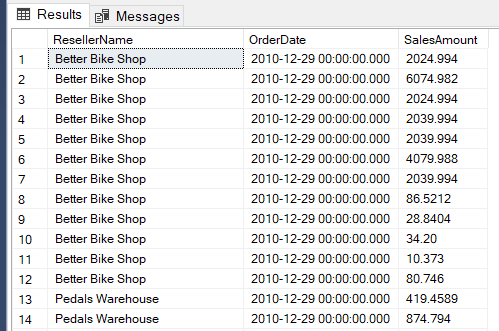 Results Messages
ResellerName OrderDate SalesAmount
1 Better Bike Shop 2010-12-29 00:00:00.000 2024.994
2 Better Bike Shop 2010-12-29 00:00:00.000 6074.982
3 Better Bike Shop 2010-12-29 00:00:00.000 2024.994
4 Better Bike Shop 2010-12-29 00:00:00.000 2039.994
5 Better Bike Shop 2010-12-29 00:00:00.000 2039.994
6 Better Bike Shop 2010-12-29 00:00:00.000 4079.988
7 Better Bike Shop 2010-12-29 00:00:00.000 2039.994
8 Better Bike Shop 2010-12-29 00:00:00.000 86.5212
9 Better Bike Shop 2010-12-29 00:00:00.000 28.8404
10 Better Bike Shop 2010-12-29 00:00:00.000 34.20
11 Better Bike Shop 2010-12-29 00:00:00.000 10.373
12 Better Bike Shop 2010-12-29 00:00:00.000 80.746
13 Pedals Warehouse 2010-12-29 00:00:00.000 419.4589
14 Pedals Warehouse 2010-12-29 00:00:00.000 874.794